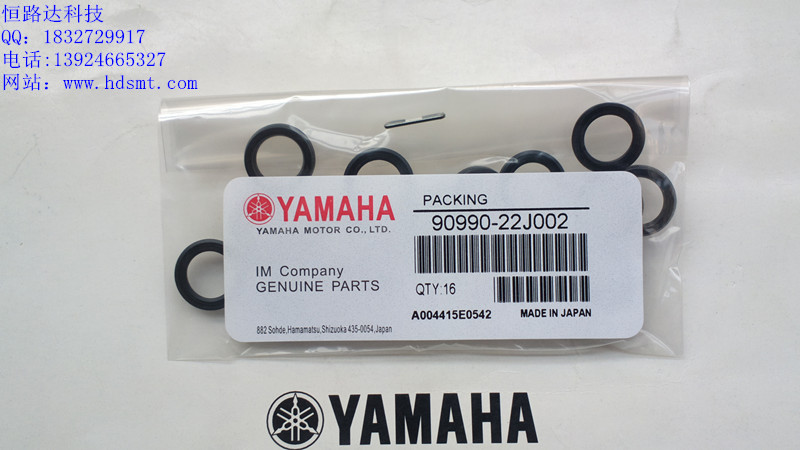 恒路达科技
QQ: 1832729917
电话:13924665327
网站：www.hdsmt.com
YAMAHA
YAMAHA MOTOR CO.,LTD.
IM Company
GENUINE PARTS
882 Sohde,Hamamatsu,Shizuoka 435-0054,Japan
PACKING
90990-22J002
QTY:16
A004415E0542 MADE IN JAPAN
YAMAHA